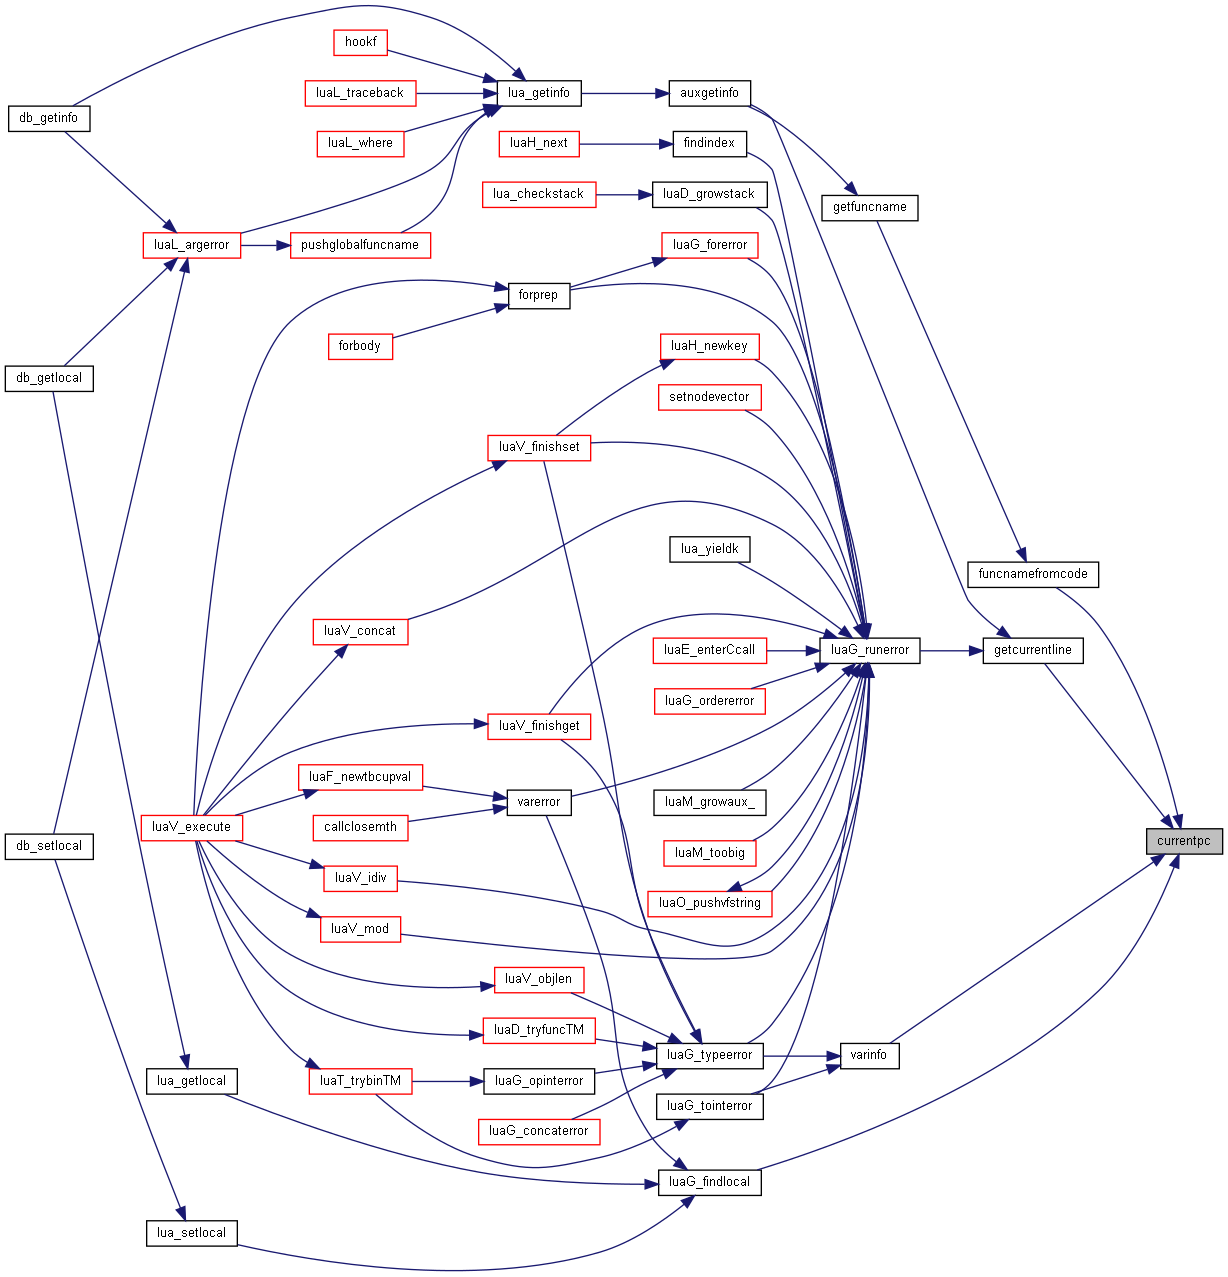 hookf
lua_getinfo
auxgetinfo
luaL_traceback
db_getinfo
luaL_where
luaH_next
findindex
lua_checkstack
luaD_growstack
getfuncname
luaL_argerror
pushglobalfuncname
luaG_forerror
forprep
forbody
luaH_newkey
db_getlocal
setnodevector
luaV_finishset
lua_yieldk
funcnamefromcode
luaV_concat
luaE_enterCcall
luaG_runerror
getcurrentline
luaG_ordererror
luaV_finishget
luaF_newtbcupval
varerror
luaM_growaux_
luaV_execute
callclosemth
currentpc
db_setlocal
luaM_toobig
luaV_idiv
luaO_pushvfstring
luaV_mod
luaV_objlen
luaD_tryfuncTM
luaG_typeerror
varinfo
lua_getlocal
luaT_trybinTM
luaG_opinterror
luaG_tointerror
luaG_concaterror
luaG_findlocal
lua_setlocal